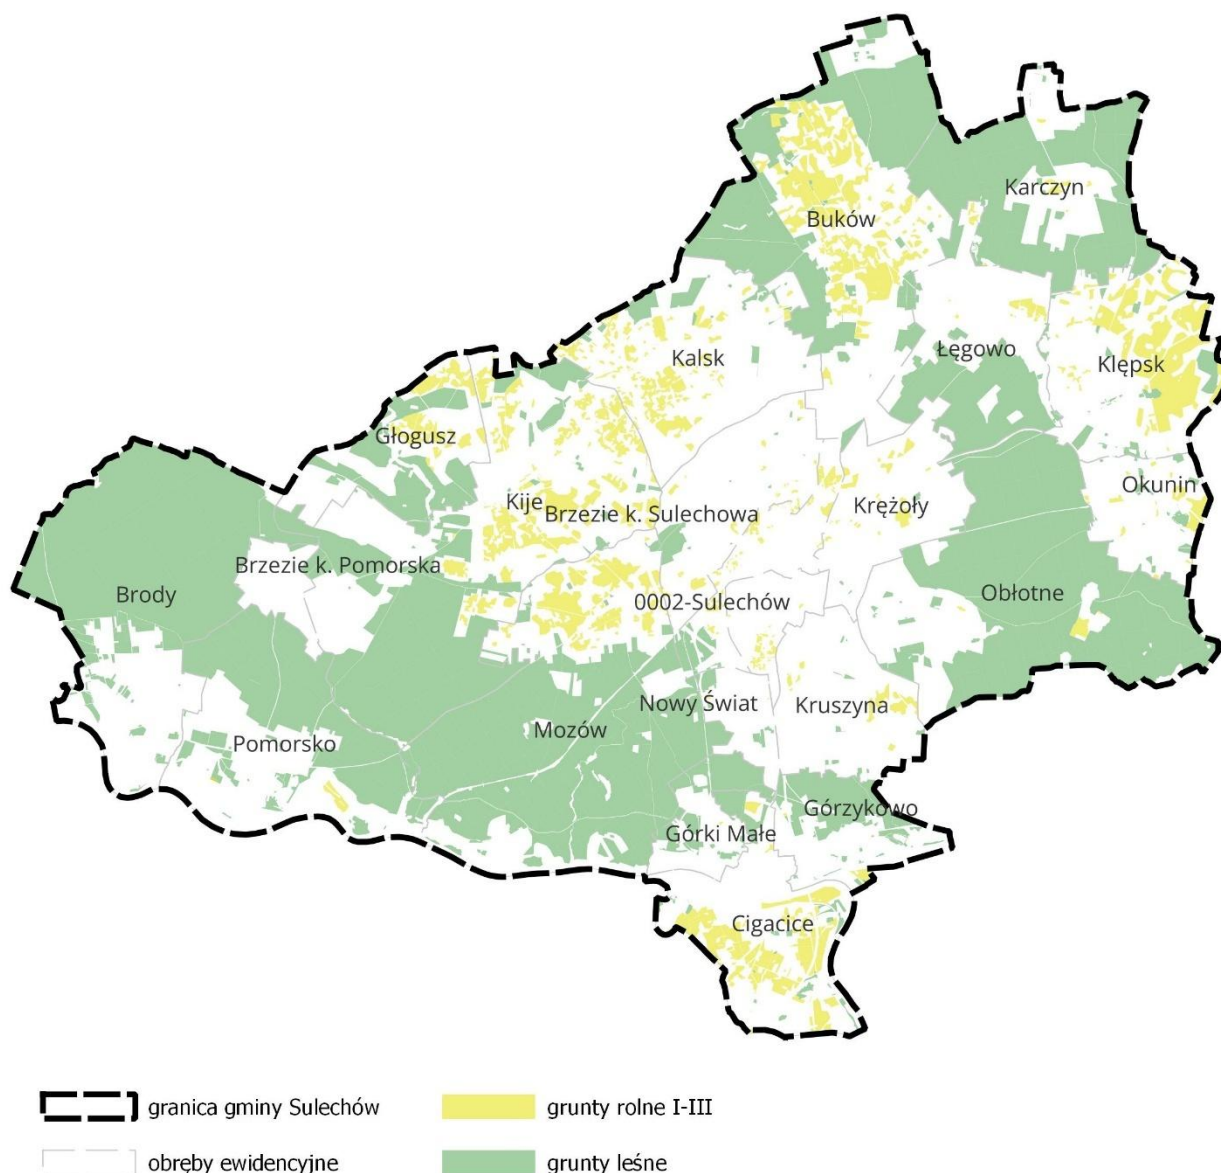 Karczyn
Buków
Łęgowo
Kalsk
Klępsk
Głogusz
Okunin
Kije
Krężoły
Brzezie k. Sulechowa
Brzezie k. Pomorska
Brody
Obłotne
0002-Sulechów
Nowy Świat
Kruszyna
Mozów
Pomorsko
Górzykowo
Górki Małe
Cigacice
granica gminy Sulechów
grunty rolne I-III
obręby ewidencyjne
grunty leśne